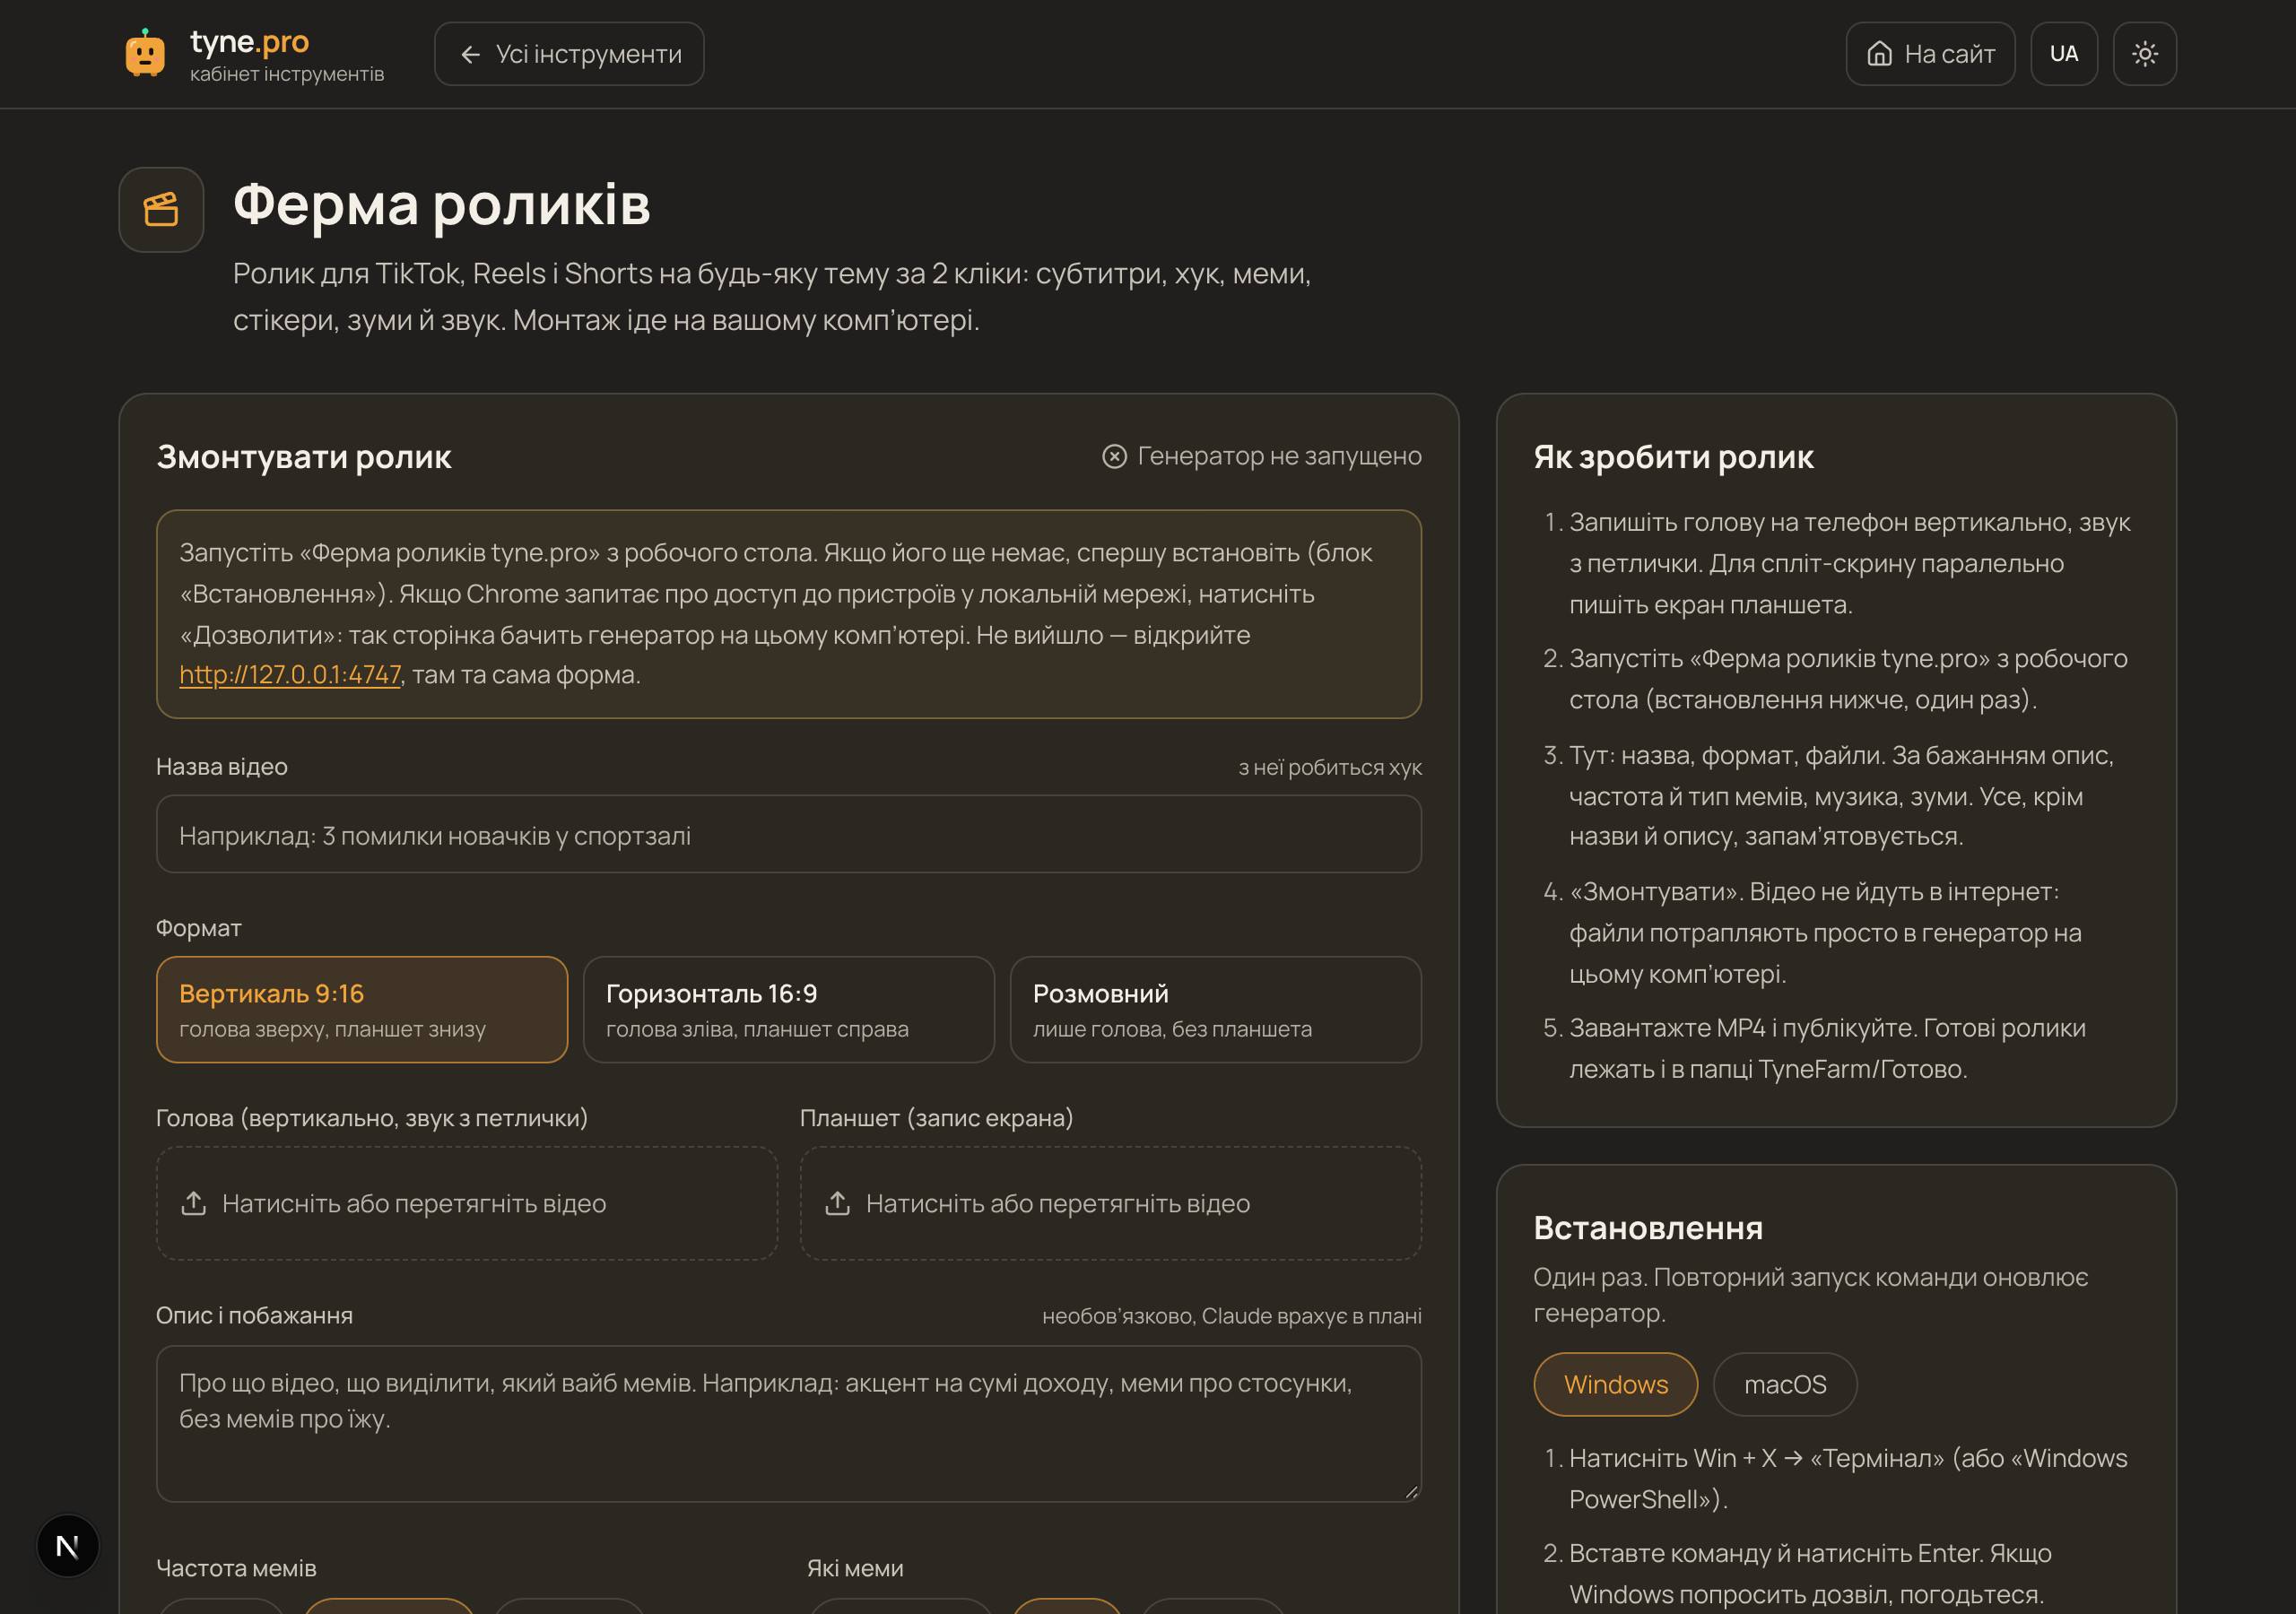 tyne.pro
кабінет інструментів
← Усі інструменти
На сайт
UA
Ферма роликів
Ролик для TikTok, Reels і Shorts на будь-яку тему за 2 кліки: субтитри, хук, меми,
стікери, зуми й звук. Монтаж іде на вашому комп’ютері.
Змонтувати ролик
Генератор не запущено
Запустіть «Ферма роликів tyne.pro» з робочого стола. Якщо його ще немає, спершу встановіть (блок
«Встановлення»). Якщо Chrome запитає про доступ до пристроїв у локальній мережі, натисніть
«Дозволити»: так сторінка бачить генератор на цьому комп’ютері. Не вийшло — відкрийте
http://127.0.0.1:4747, там та сама форма.
Назва відео
з неї робиться хук
Наприклад: 3 помилки новачків у спортзалі
Формат
Вертикаль 9:16
голова зверху, планшет знизу
Горизонталь 16:9
голова зліва, планшет справа
Розмовний
лише голова, без планшета
Голова (вертикально, звук з петлички)
Натисніть або перетягніть відео
Планшет (запис екрана)
Натисніть або перетягніть відео
Опис і побажання
необов’язково, Claude врахує в плані
Про що відео, що виділити, який вайб мемів. Наприклад: акцент на сумі доходу, меми про стосунки,
без мемів про їжу.
Частота мемів
Які меми
Як зробити ролик
1. Запишіть голову на телефон вертикально, звук
з петлички. Для спліт-скрину паралельно
пишіть екран планшета.
2. Запустіть «Ферма роликів tyne.pro» з робочого
стола (встановлення нижче, один раз).
3. Тут: назва, формат, файли. За бажанням опис,
частота й тип мемів, музика, зуми. Усе, крім
назви й опису, запам’ятовується.
4. «Змонтувати». Відео не йдуть в інтернет:
файли потрапляють просто в генератор на
цьому комп’ютері.
5. Завантажте MP4 і публікуйте. Готові ролики
лежать і в папці TyneFarm/Готово.
Встановлення
Один раз. Повторний запуск команди оновлює
генератор.
Windows
macOS
1. Натисніть Win + X → «Термінал» (або «Windows
PowerShell»).
2. Вставте команду й натисніть Enter. Якщо
Windows попросить дозвіл, погодьтеся.
N